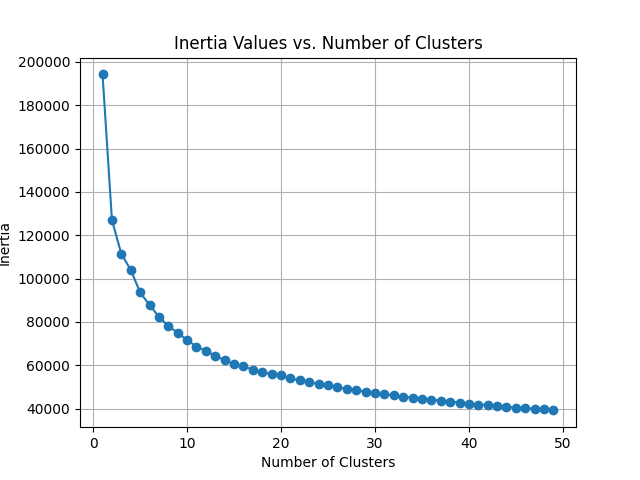 Inertia Values vs. Number of Clusters
200000
180000
160000
140000
120000
100000
80000
60000
40000
Inertia
0 10 20 30 40 50
Number of Clusters